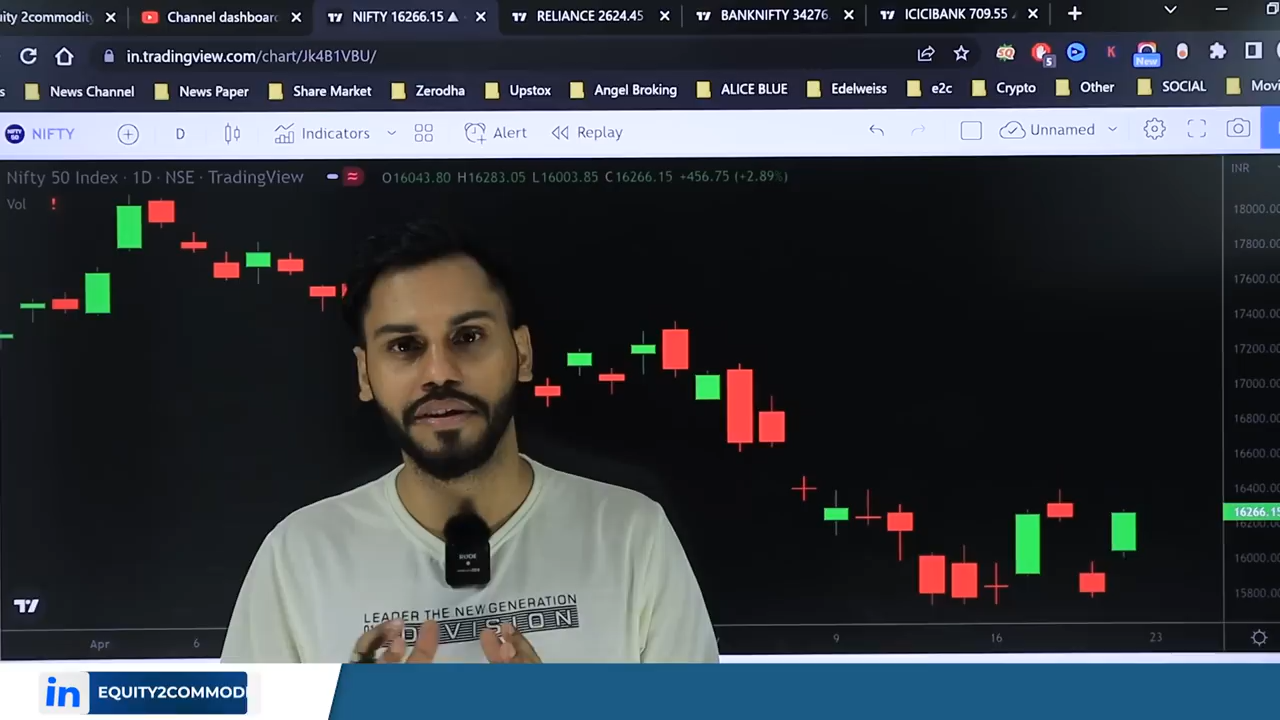 ity 2commodity
Channel dashboard
NIFTY 16266.15 ▲
RELIANCE 2624.45
BANKNIFTY 34276
ICICIBANK 709.55
in.tradingview.com/chart/Jk4B1VBU/
5
New
K
News Channel
News Paper
Share Market
Zerodha
Upstox
Angel Broking
ALICE BLUE
Edelweiss
e2c
Crypto
Other
SOCIAL
Movi
NIFTY
D
Indicators
Alert
Replay
Unnamed
Nifty 50 Index · 1D · NSE · TradingView
O16043.80 H16283.05 L16003.85 C16266.15 +456.75 (+2.89%)
INR
Vol
18000.00
17800.00
17600.00
17400.00
17200.00
17000.00
16800.00
16600.00
16400.00
16266.15
16200.00
16000.00
15800.00
Apr
6
9
16
23
RODE
LEADER THE NEW GENERATION
DIVISION
in
EQUITY2COMMODI